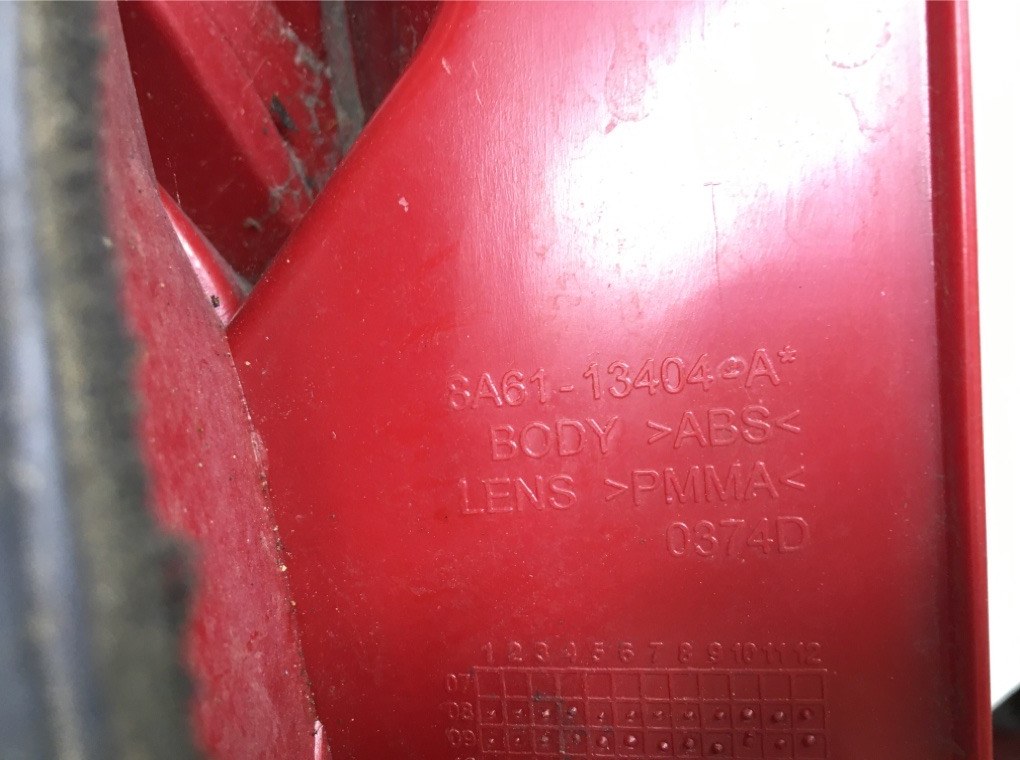 8A61-13404-A*
BODY >ABS<
LENS >PMMA<
0374D
1 2 3 4 5 6 7 8 9 10 11 12
07
08
09